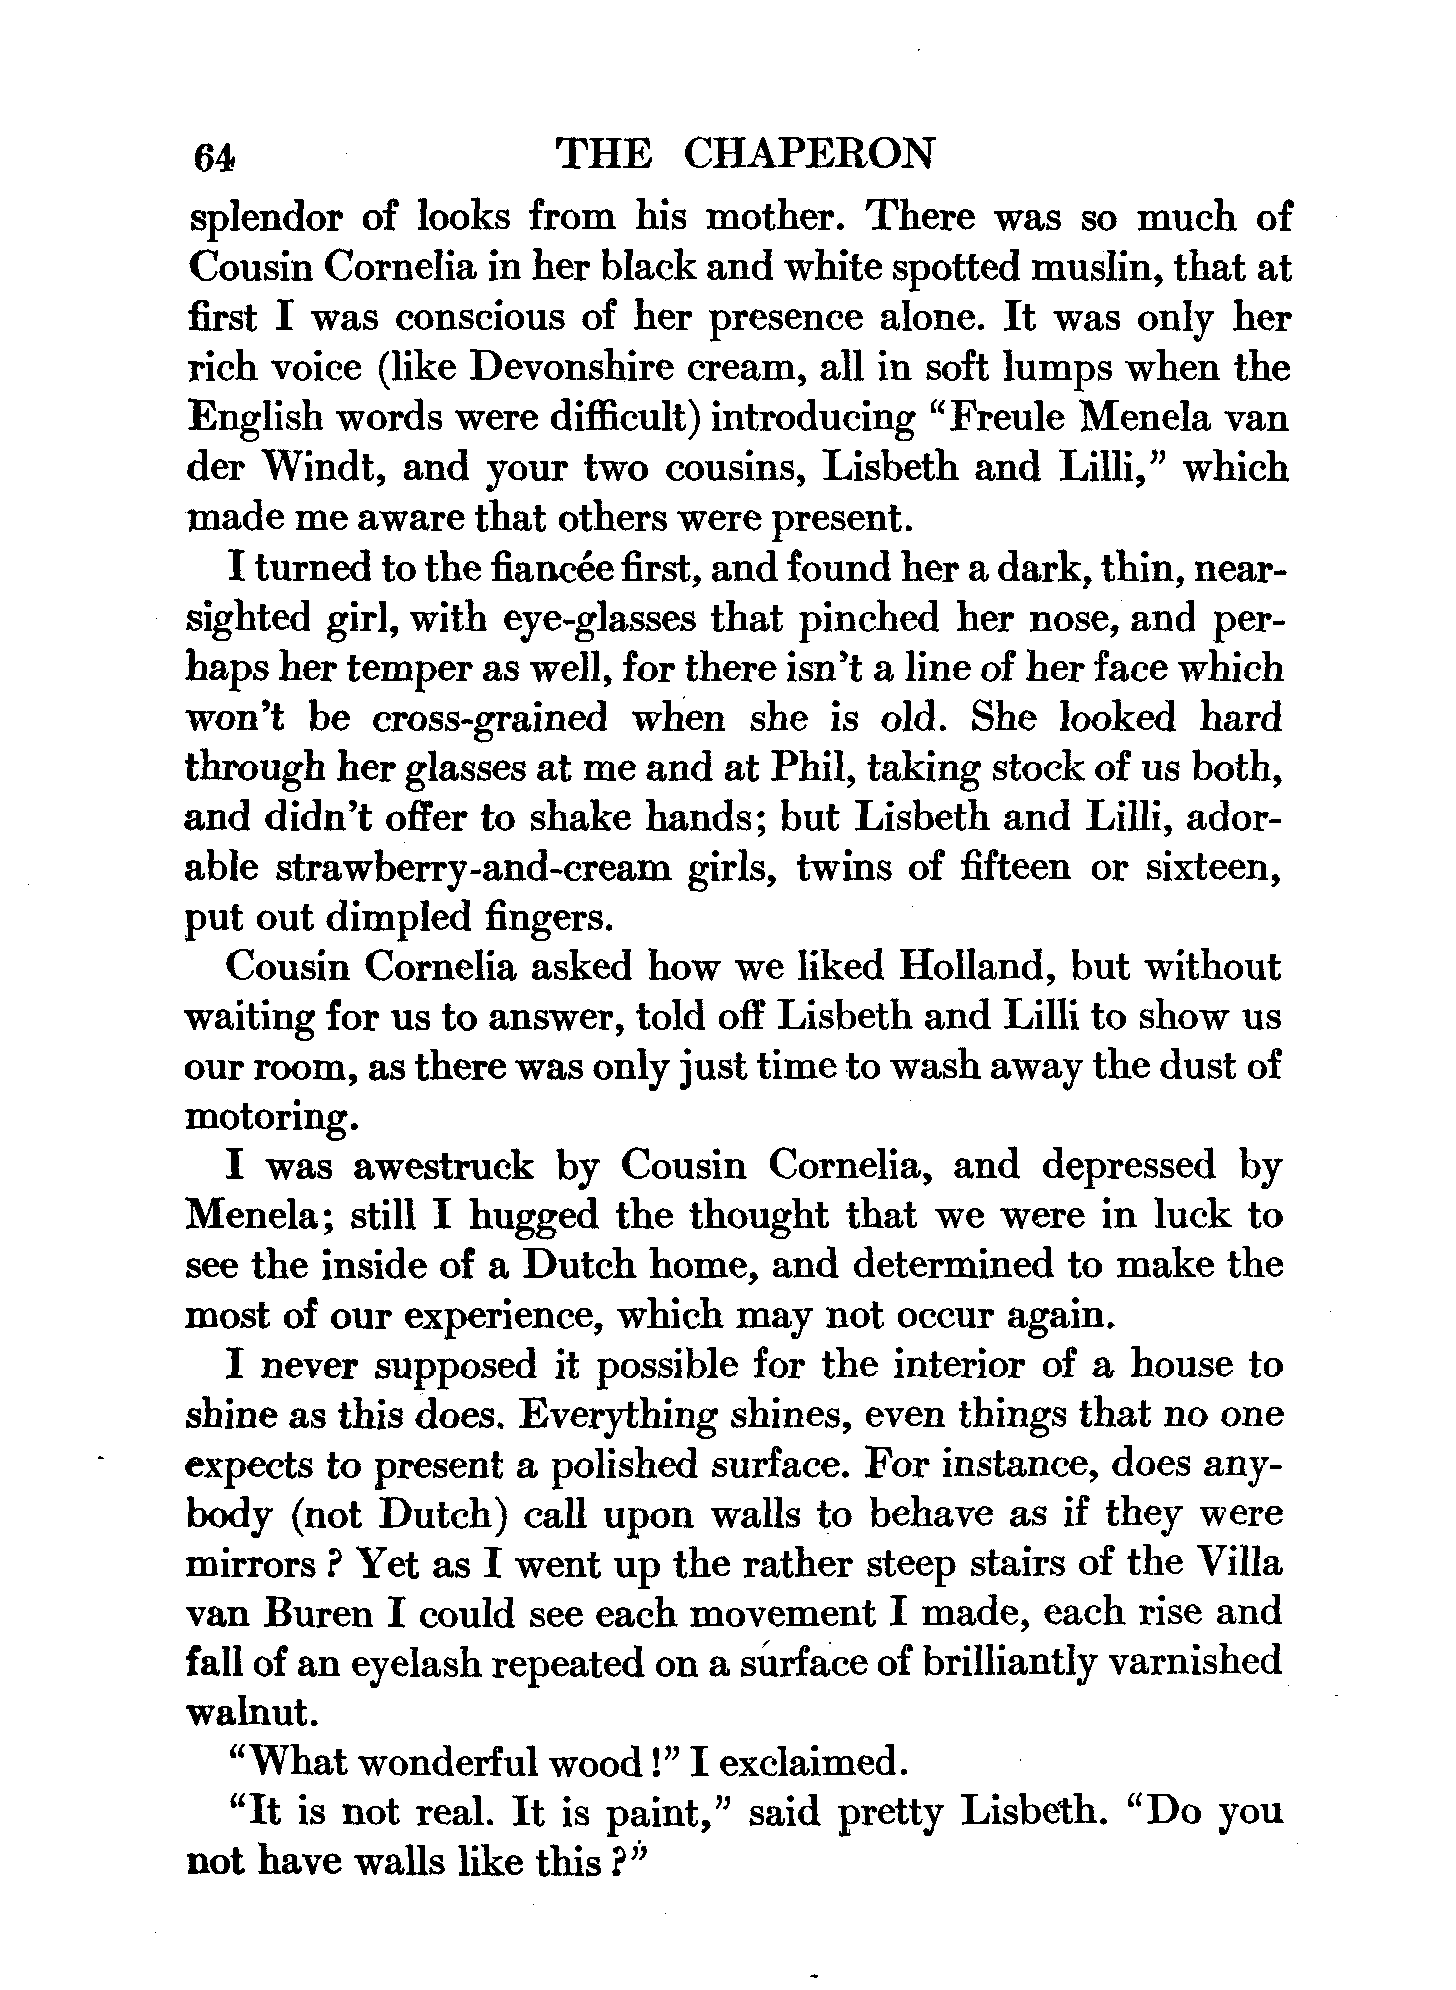 64 THE CHAPERON
splendor of looks from his mother. There was so much of
Cousin Cornelia in her black and white spotted muslin, that at
first I was conscious of her presence alone. It was only her
rich voice (like Devonshire cream, all in soft lumps when the
English words were difficult) introducing “Freule Menela van
der Windt, and your two cousins, Lisbeth and Lilli,” which
made me aware that others were present.
I turned to the fiancée first, and found her a dark, thin, near-
sighted girl, with eye-glasses that pinched her nose, and per-
haps her temper as well, for there isn’t a line of her face which
won’t be cross-grained when she is old. She looked hard
through her glasses at me and at Phil, taking stock of us both,
and didn’t offer to shake hands; but Lisbeth and Lilli, ador-
able strawberry-and-cream girls, twins of fifteen or sixteen,
put out dimpled fingers.
Cousin Cornelia asked how we liked Holland, but without
waiting for us to answer, told off Lisbeth and Lilli to show us
our room, as there was only just time to wash away the dust of
motoring.
I was awestruck by Cousin Cornelia, and depressed by
Menela; still I hugged the thought that we were in luck to
see the inside of a Dutch home, and determined to make the
most of our experience, which may not occur again.
I never supposed it possible for the interior of a house to
shine as this does. Everything shines, even things that no one
expects to present a polished surface. For instance, does any-
body (not Dutch) call upon walls to behave as if they were
mirrors? Yet as I went up the rather steep stairs of the Villa
van Buren I could see each movement I made, each rise and
fall of an eyelash repeated on a surface of brilliantly varnished
walnut.
“What wonderful wood!” I exclaimed.
“It is not real. It is paint,” said pretty Lisbeth. “Do you
not have walls like this?”